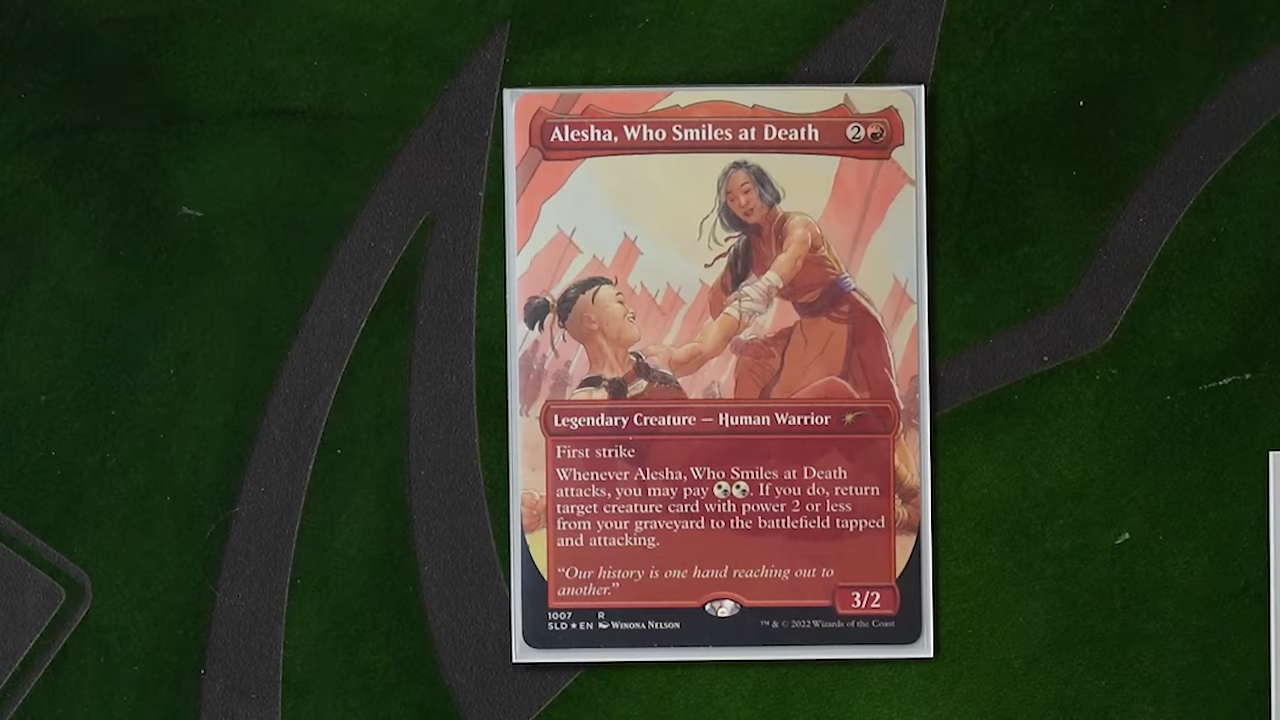 Alesha, Who Smiles at Death 2
Legendary Creature — Human Warrior
First strike
Whenever Alesha, Who Smiles at Death
attacks, you may pay . If you do, return
target creature card with power 2 or less
from your graveyard to the battlefield tapped
and attacking.
“Our history is one hand reaching out to
another.”
3/2
1007 R
SLD ★ EN Winona Nelson
™ & © 2022 Wizards of the Coast